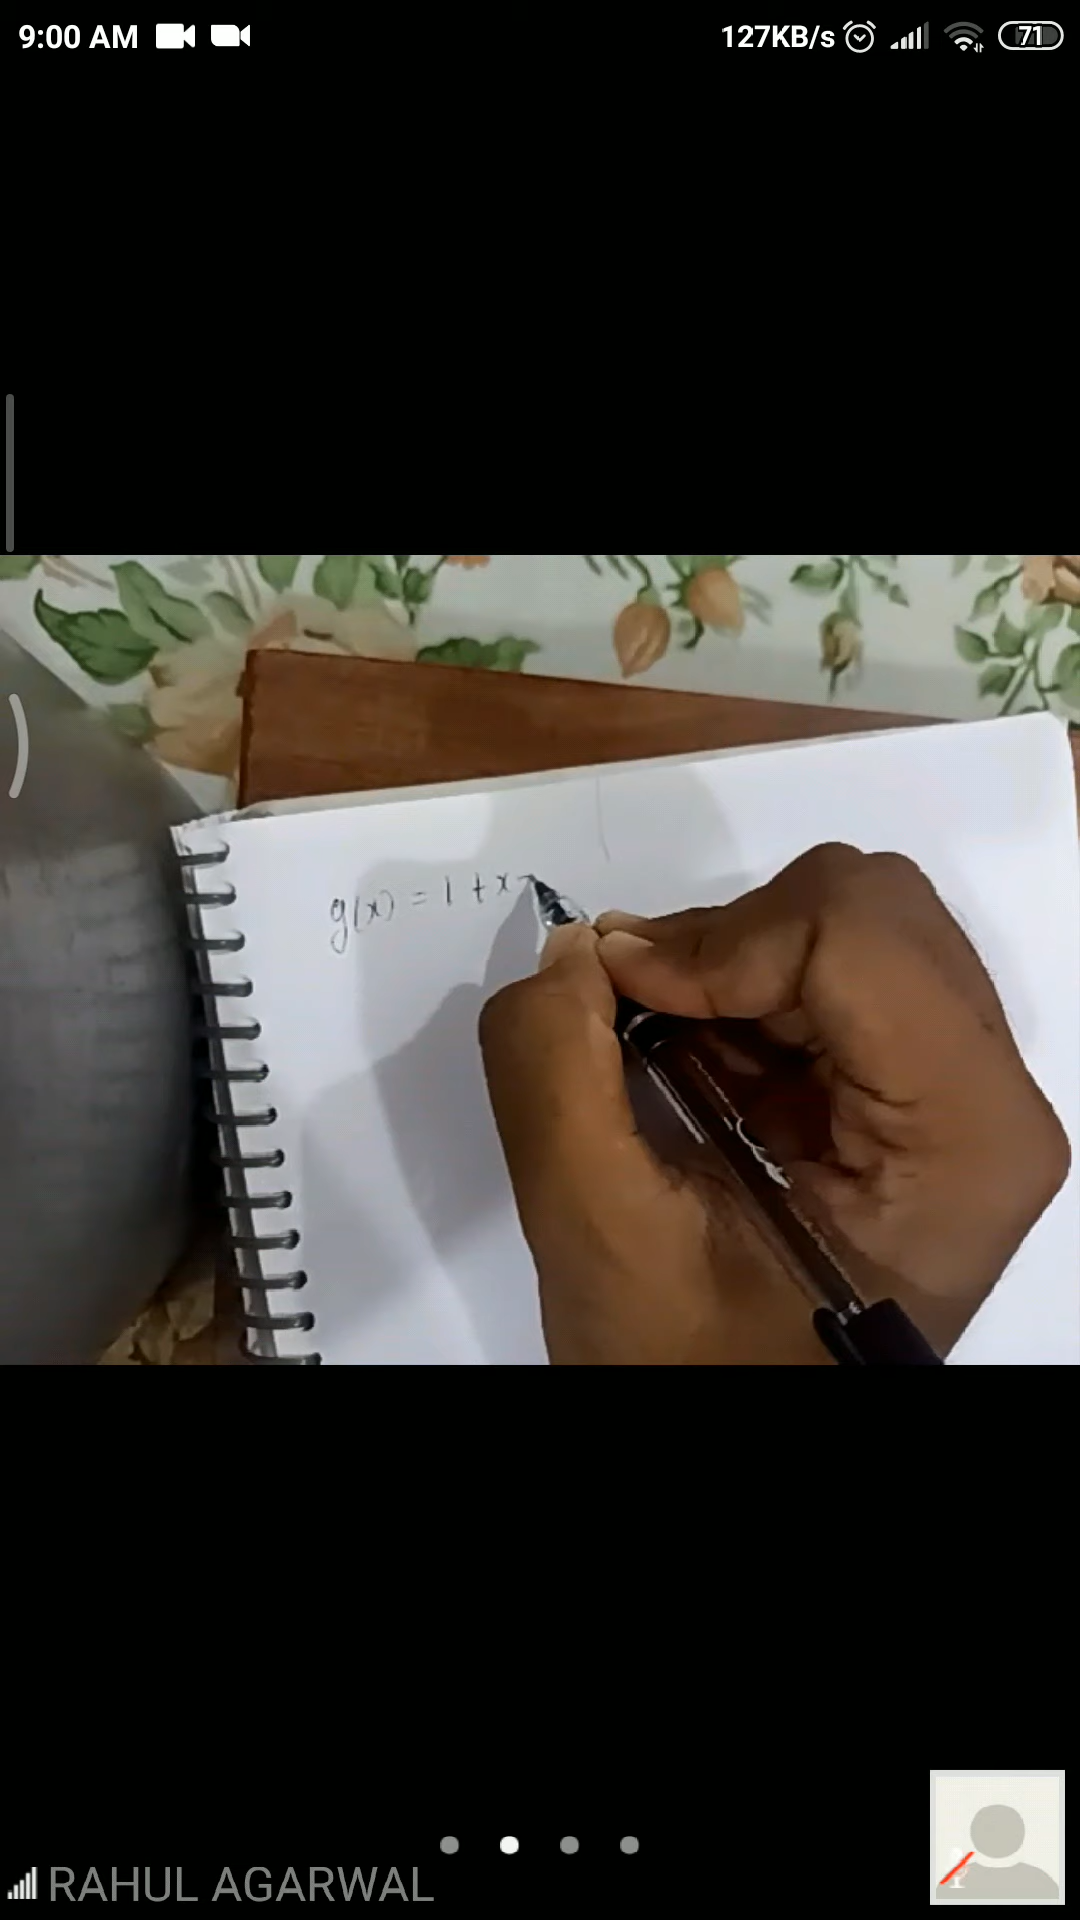 9:00 AM
127KB/s
71
g(x) = 1 + x -
RAHUL AGARWAL